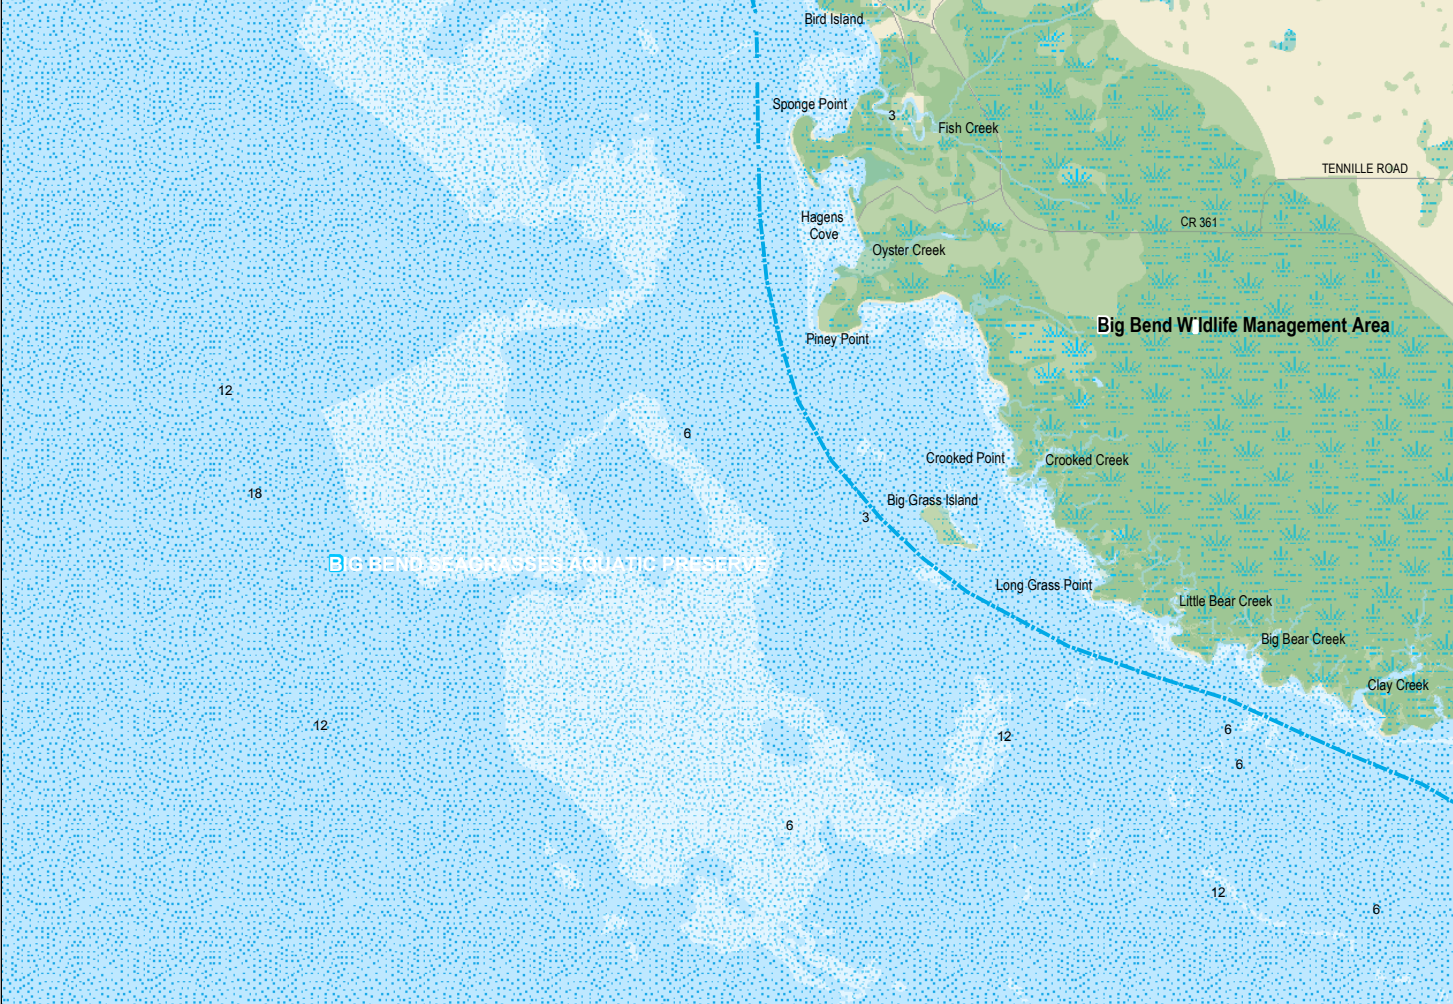 Bird Island
Sponge Point
3
Fish Creek
TENNILLE ROAD
Hagens
Cove
CR 361
Oyster Creek
Big Bend Wildlife Management Area
Piney Point
12
6
Crooked Point
Crooked Creek
18
Big Grass Island
3
BIG BEND SEAGRASSES AQUATIC PRESERVE
Long Grass Point
Little Bear Creek
Big Bear Creek
Clay Creek
12
12
6
6
6
12
6